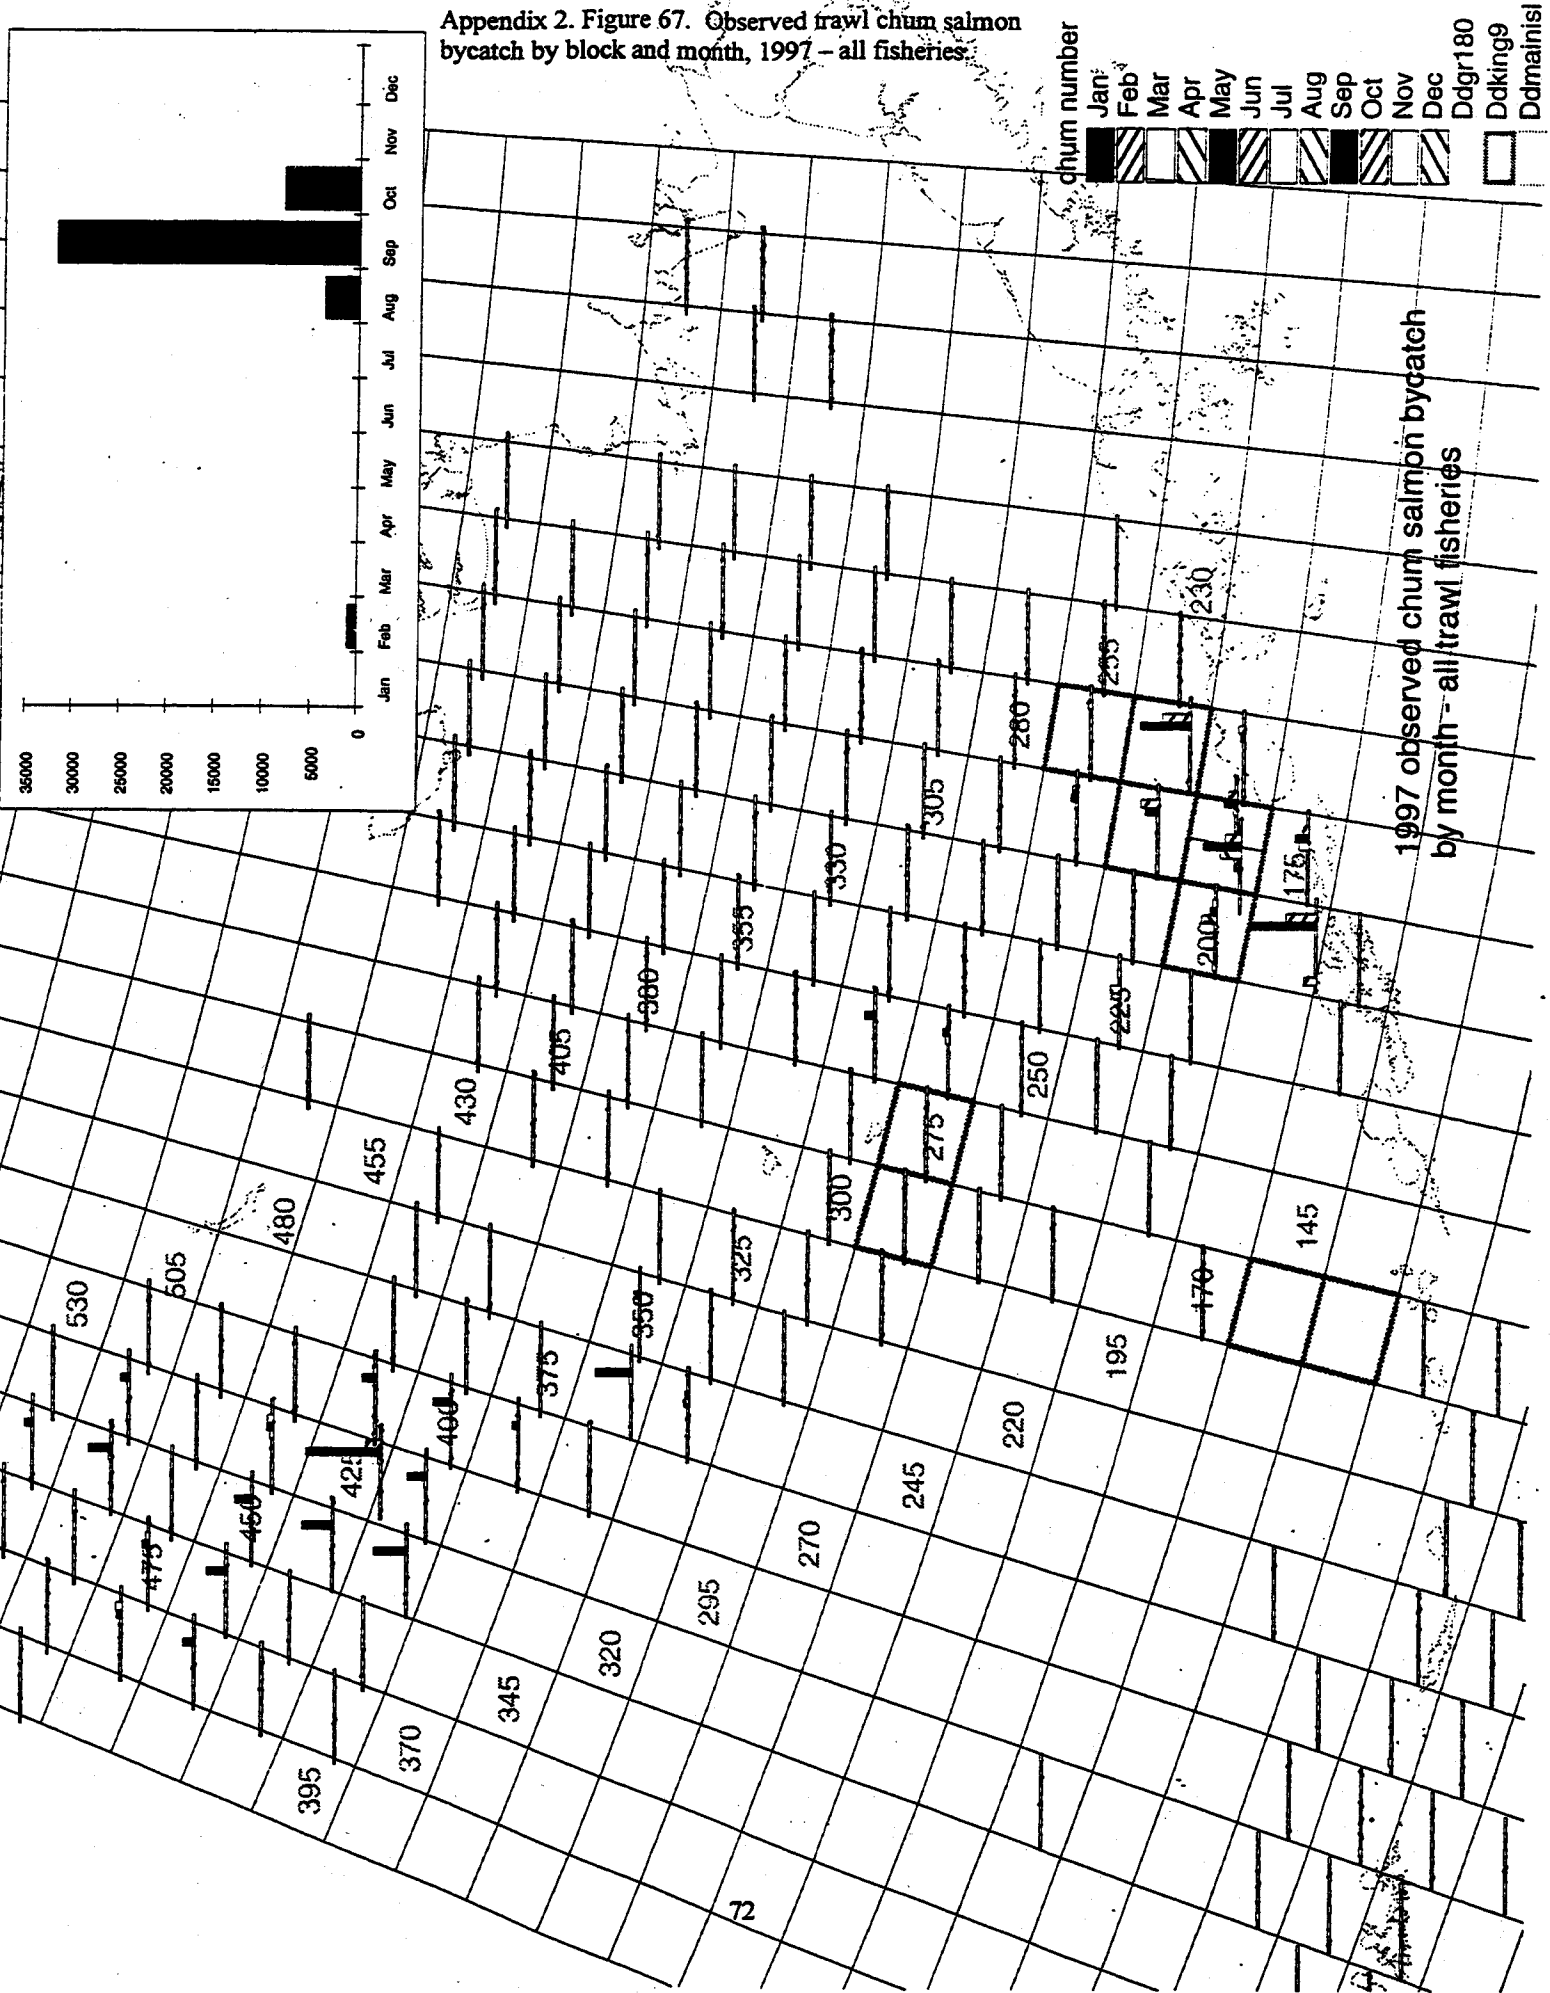 Appendix 2. Figure 67. Observed trawl chum salmon
bycatch by block and month, 1997 – all fisheries.
35000
30000
25000
20000
15000
10000
5000
0
Jan
Feb
Mar
Apr
May
Jun
Jul
Aug
Sep
Oct
Nov
Dec
chum number
Jan
Feb
Mar
Apr
May
Jun
Jul
Aug
Sep
Oct
Nov
Dec
Ddgr180
Ddking9
Ddmainisl
530
505
480
455
430
405
380
355
330
305
280
255
230
475
450
425
400
375
350
325
300
275
250
225
200
175
395
370
345
320
295
270
245
220
195
170
145
1997 observed chum salmon bycatch
by month - all trawl fisheries
72